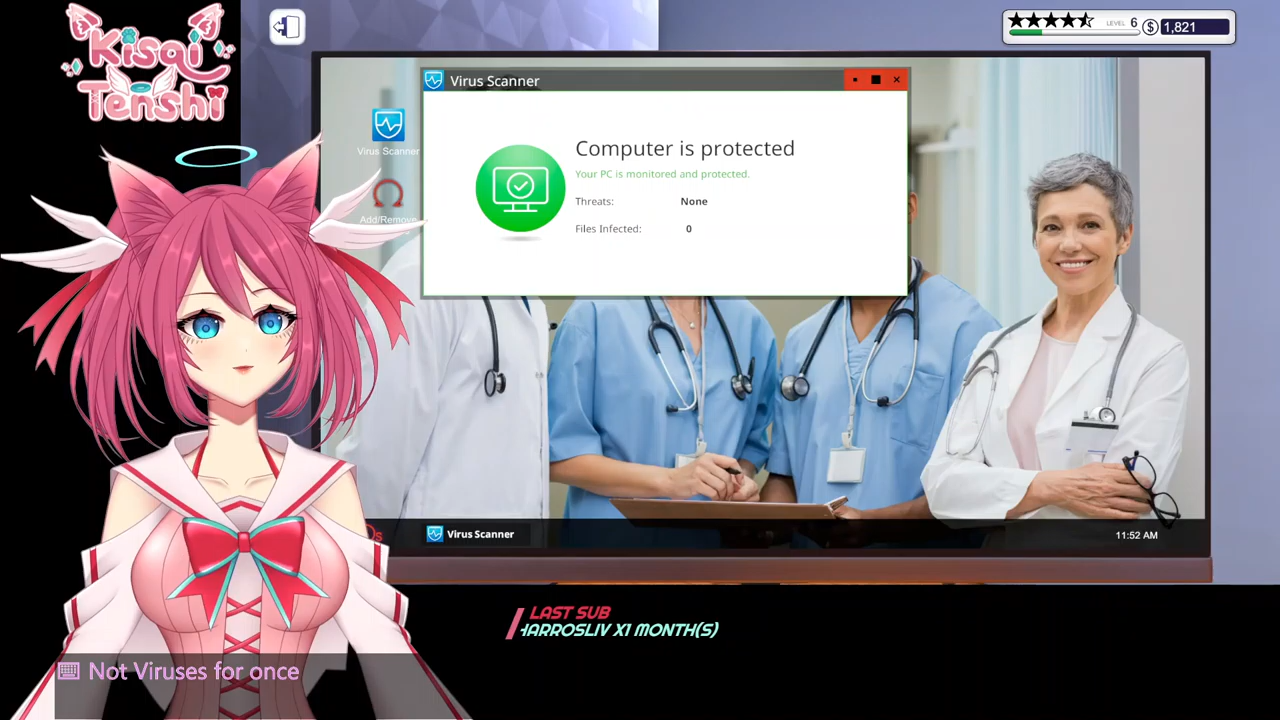 Kisai
Tenshi
LEVEL 6
$ 1,821
Virus Scanner
Virus Scanner
Add/Remove
Computer is protected
Your PC is monitored and protected.
Threats: None
Files Infected: 0
Virus Scanner
11:52 AM
LAST SUB
HARROSLIV X1 MONTH(S)
Not Viruses for once